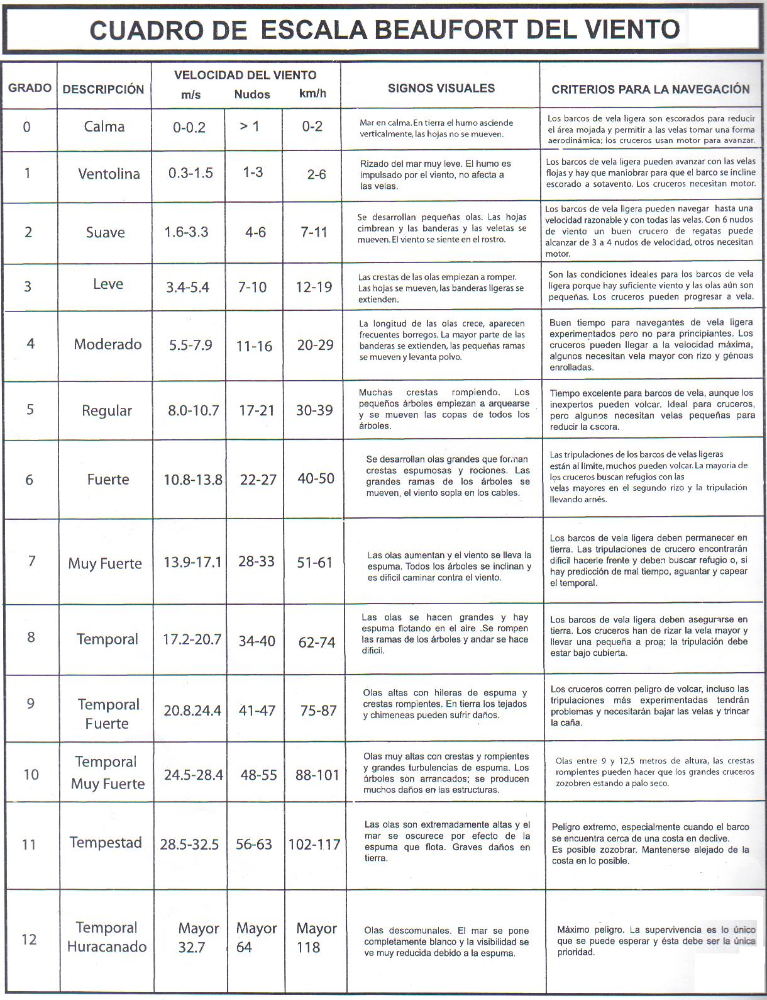 CUADRO DE ESCALA BEAUFORT DEL VIENTO
GRADO
DESCRIPCIÓN
VELOCIDAD DEL VIENTO
m/s Nudos km/h
SIGNOS VISUALES
CRITERIOS PARA LA NAVEGACIÓN
0
Calma
0-0.2
> 1
0-2
Mar en calma. En tierra el humo asciende
verticalmente, las hojas no se mueven.
Los barcos de vela ligera son escorados para reducir
el área mojada y permitir a las velas tomar una forma
aerodinámica; los cruceros usan motor para avanzar.
1
Ventolina
0.3-1.5
1-3
2-6
Rizado del mar muy leve. El humo es
impulsado por el viento, no afecta a
las velas.
Los barcos de vela ligera pueden avanzar con las velas
flojas y hay que maniobrar para que el barco se incline
escorado a sotavento. Los cruceros necesitan motor.
2
Suave
1.6-3.3
4-6
7-11
Se desarrollan pequeñas olas. Las hojas
cimbrean y las banderas y las veletas se
mueven. El viento se siente en el rostro.
Los barcos de vela ligera pueden navegar hasta una
velocidad razonable y con todas las velas. Con 6 nudos
de viento un buen crucero de regatas puede
alcanzar de 3 a 4 nudos de velocidad, otros necesitan
motor.
3
Leve
3.4-5.4
7-10
12-19
Las crestas de las olas empiezan a romper.
Las hojas se mueven, las banderas ligeras se
extienden.
Son las condiciones ideales para los barcos de vela
ligera porque hay suficiente viento y las olas aún son
pequeñas. Los cruceros pueden progresar a vela.
4
Moderado
5.5-7.9
11-16
20-29
La longitud de las olas crece, aparecen
frecuentes borregos. La mayor parte de las
banderas se extienden, las pequeñas ramas
se mueven y levanta polvo.
Buen tiempo para navegantes de vela ligera
experimentados pero no para principiantes. Los
cruceros pueden llegar a la velocidad máxima,
algunos necesitan vela mayor con rizo y génoas
enrolladas.
5
Regular
8.0-10.7
17-21
30-39
Muchas crestas rompiendo. Los
pequeños árboles empiezan a arquearse
y se mueven las copas de todos los
árboles.
Tiempo excelente para barcos de vela, aunque los
inexpertos pueden volcar. Ideal para cruceros,
pero algunos necesitan velas pequeñas para
reducir la escora.
6
Fuerte
10.8-13.8
22-27
40-50
Se desarrollan olas grandes que forman
crestas espumosas y rociones. Las
grandes ramas de los árboles se
mueven, el viento sopla en los cables.
Las tripulaciones de los barcos de velas ligeras
están al límite, muchos pueden volcar. La mayoria de
los cruceros buscan refugios con las
velas mayores en el segundo rizo y la tripulación
llevando arnés.
7
Muy Fuerte
13.9-17.1
28-33
51-61
Las olas aumentan y el viento se lleva la
espuma. Todos los árboles se inclinan y
es dificil caminar contra el viento.
Los barcos de vela ligera deben permanecer en
tierra. Las tripulaciones de crucero encontrarán
dificil hacerle frente y deben buscar refugio o, si
hay predicción de mal tiempo, aguantar y capear
el temporal.
8
Temporal
17.2-20.7
34-40
62-74
Las olas se hacen grandes y hay
espuma flotando en el aire .Se rompen
las ramas de los árboles y andar se hace
dificil.
Los barcos de vela ligera deben asegurarse en
tierra. Los cruceros han de rizar la vela mayor y
llevar una pequeña a proa; la tripulación debe
estar bajo cubierta.
9
Temporal
Fuerte
20.8.24.4
41-47
75-87
Olas altas con hileras de espuma y
crestas rompientes. En tierra los tejados
y chimeneas pueden sufrir daños.
Los cruceros corren peligro de volcar, incluso las
tripulaciones más experimentadas tendrán
problemas y necesitarán bajar las velas y trincar
la caña.
10
Temporal
Muy Fuerte
24.5-28.4
48-55
88-101
Olas muy altas con crestas y rompientes
y grandes turbulencias de espuma. Los
árboles son arrancados; se producen
muchos daños en las estructuras.
Olas entre 9 y 12,5 metros de altura, las crestas
rompientes pueden hacer que los grandes cruceros
zozobren estando a palo seco.
11
Tempestad
28.5-32.5
56-63
102-117
Las olas son extremadamente altas y el
mar se oscurece por efecto de la
espuma que flota. Graves daños en
tierra.
Peligro extremo, especialmente cuando el barco
se encuentra cerca de una costa en declive.
Es posible zozobrar. Mantenerse alejado de la
costa en lo posible.
12
Temporal
Huracanado
Mayor
32.7
Mayor
64
Mayor
118
Olas descomunales. El mar se pone
completamente blanco y la visibilidad se
ve muy reducida debido a la espuma.
Máximo peligro. La supervivencia es lo único
que se puede esperar y ésta debe ser la única
prioridad.